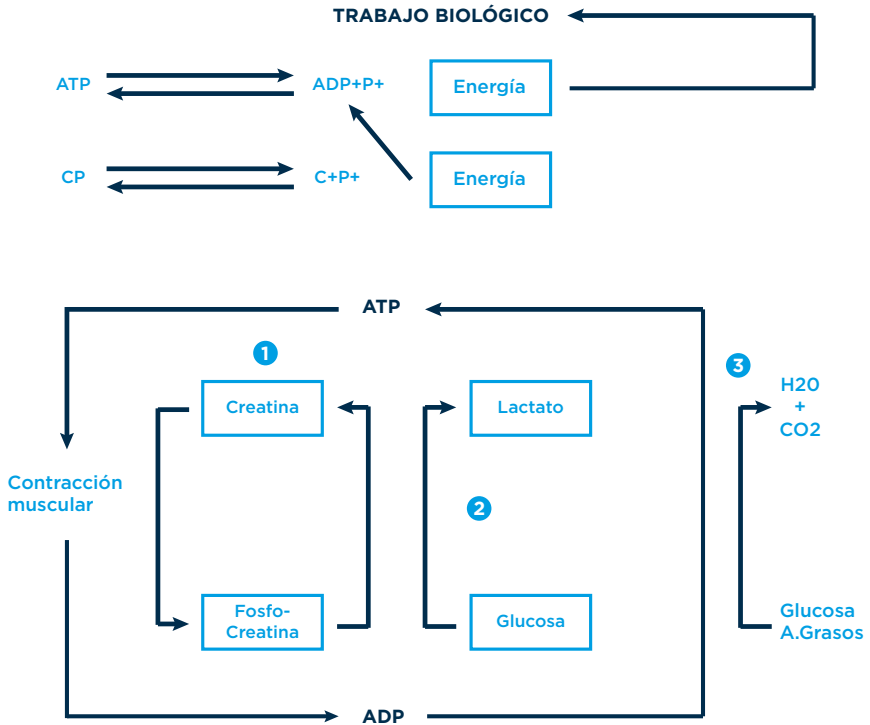 TRABAJO BIOLÓGICO
ATP
ADP+P+
Energía
CP
C+P+
Energía
ATP
1
3
Creatina
Lactato
H20
+
CO2
Contracción
muscular
2
Fosfo-
Creatina
Glucosa
Glucosa
A.Grasos
ADP